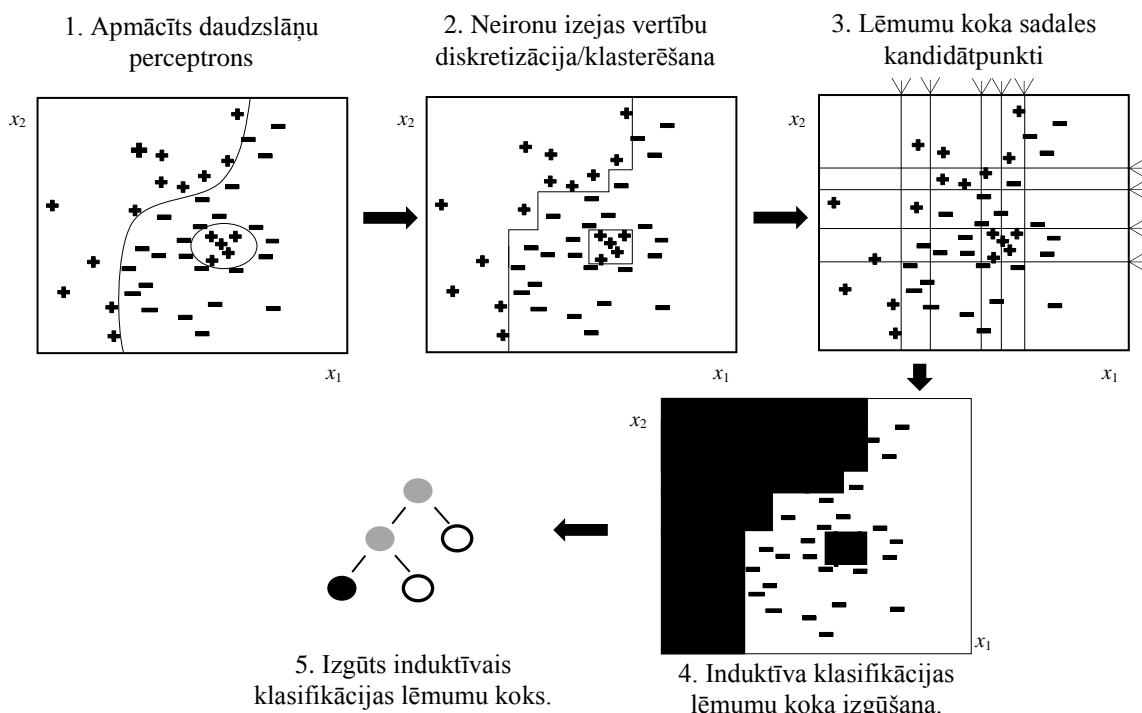 1. Apmācīts daudzslāņu
perceptrons
x2
x1
2. Neironu izejas vērtību
diskretizācija/klasterēšana
x2
x1
3. Lēmumu koka sadales
kandidātpunkti
x2
x1
x2
x1
4. Induktīva klasifikācijas
lēmumu koka izgūšana.
5. Izgūts induktīvais
klasifikācijas lēmumu koks.